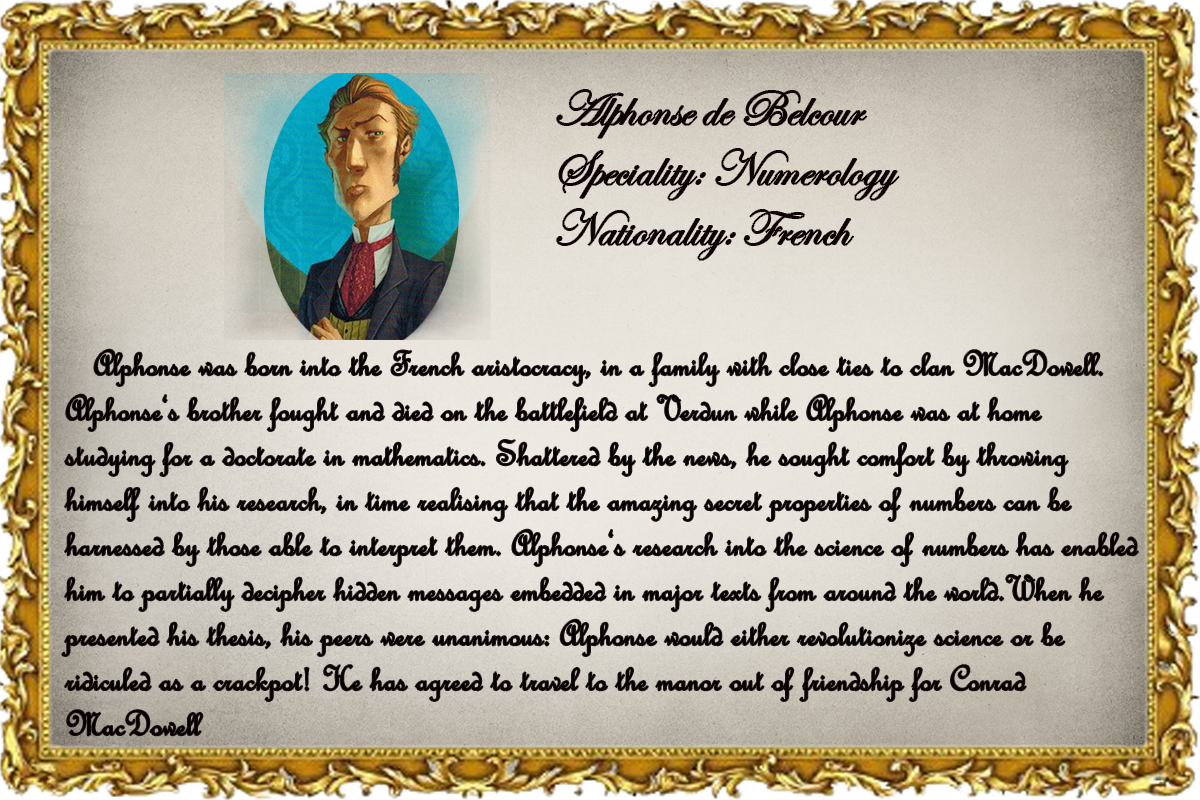 Alphonse de Belcour
Speciality: Numerology
Nationality: French
Alphonse was born into the French aristocracy, in a family with close ties to clan MacDowell.
Alphonse's brother fought and died on the battlefield at Verdun while Alphonse was at home
studying for a doctorate in mathematics. Shattered by the news, he sought comfort by throwing
himself into his research, in time realising that the amazing secret properties of numbers can be
harnessed by those able to interpret them. Alphonse's research into the science of numbers has enabled
him to partially decipher hidden messages embedded in major texts from around the world.When he
presented his thesis, his peers were unanimous: Alphonse would either revolutionize science or be
ridiculed as a crackpot! He has agreed to travel to the manor out of friendship for Conrad
MacDowell